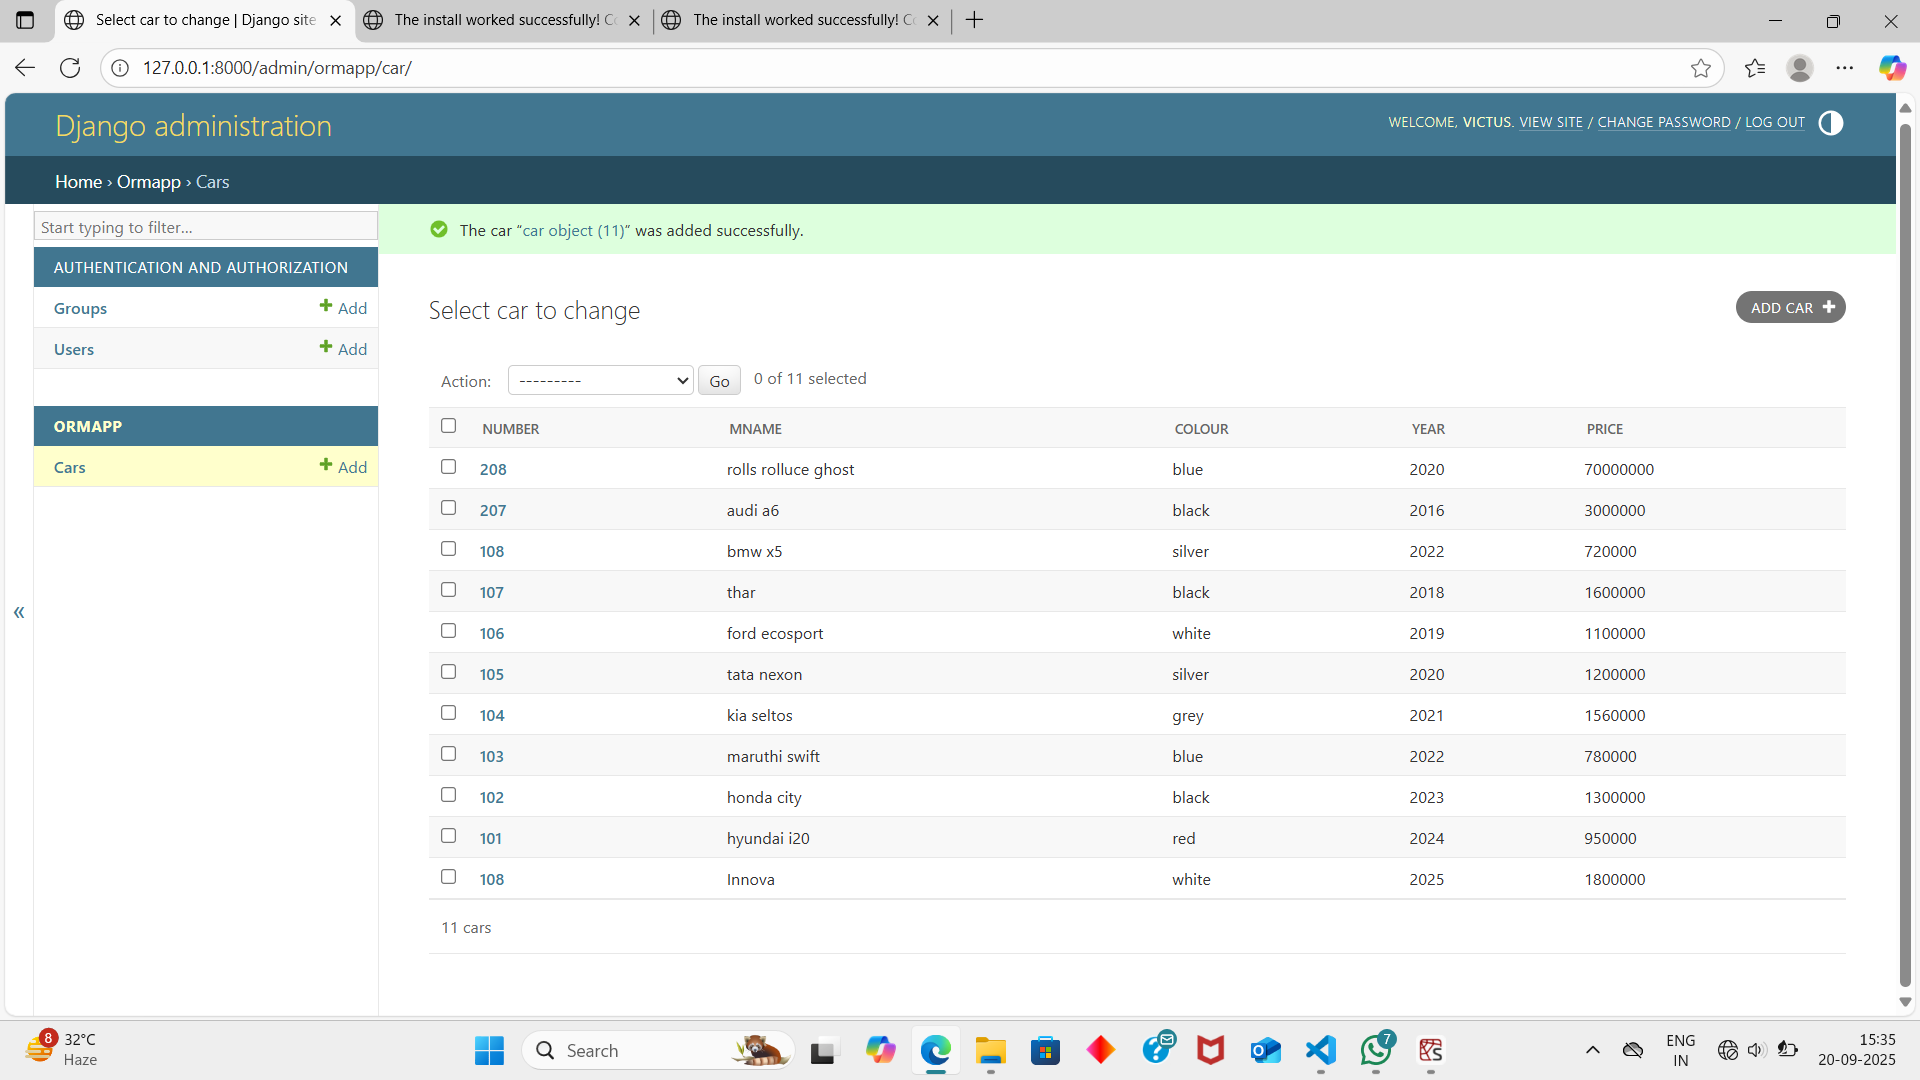 Select car to change | Django site
The install worked successfully! Co
The install worked successfully! Co
127.0.0.1:8000/admin/ormapp/car/
Django administration
WELCOME, VICTUS. VIEW SITE / CHANGE PASSWORD / LOG OUT
Home › Ormapp › Cars
Start typing to filter...
AUTHENTICATION AND AUTHORIZATION
Groups + Add
Users + Add
ORMAPP
Cars + Add
«
The car “car object (11)” was added successfully.
Select car to change
ADD CAR +
Action: --------- Go 0 of 11 selected
NUMBER MNAME COLOUR YEAR PRICE
208 rolls rolluce ghost blue 2020 70000000
207 audi a6 black 2016 3000000
108 bmw x5 silver 2022 720000
107 thar black 2018 1600000
106 ford ecosport white 2019 1100000
105 tata nexon silver 2020 1200000
104 kia seltos grey 2021 1560000
103 maruthi swift blue 2022 780000
102 honda city black 2023 1300000
101 hyundai i20 red 2024 950000
108 Innova white 2025 1800000
11 cars
8
32°C
Haze
Search
7
ENG
IN
15:35
20-09-2025